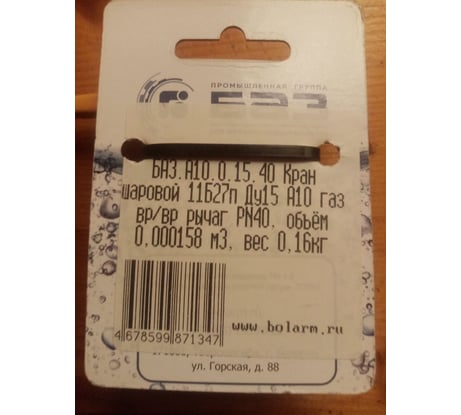 ПРОМЫШЛЕННАЯ ГРУППА
БАЗ
БАЗ.А10.0.15.40 Кран
шаровой 11Б27п Ду15 А10 газ
вр/вр рычаг PN40, объём
0,000158 м3, вес 0,16кг
4 678599 871347
www.bolarm.ru
ул. Горская, д. 88